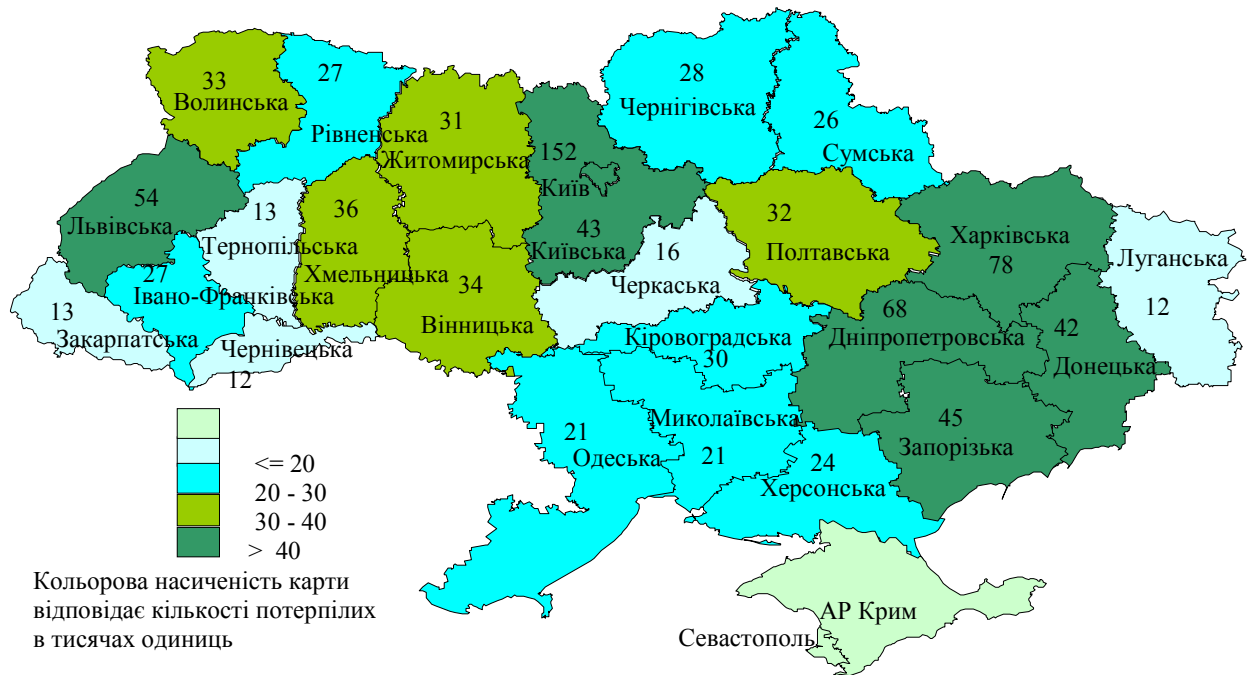 33
Волинська
27
Рівненська
31
Житомирська
152
Київ
43
Київська
28
Чернігівська
26
Сумська
54
Львівська
13
Тернопільська
36
Хмельницька
34
Вінницька
16
Черкаська
32
Полтавська
Харківська
78
Луганська
12
27
Івано-Франківська
13
Закарпатська
Чернівецька
12
Кіровоградська
30
68
Дніпропетровська
42
Донецька
21
Одеська
Миколаївська
21
45
Запорізька
24
Херсонська
АР Крим
Севастополь
<= 20
20 - 30
30 - 40
> 40
Кольорова насиченість карти
відповідає кількості потерпілих
в тисячах одиниць